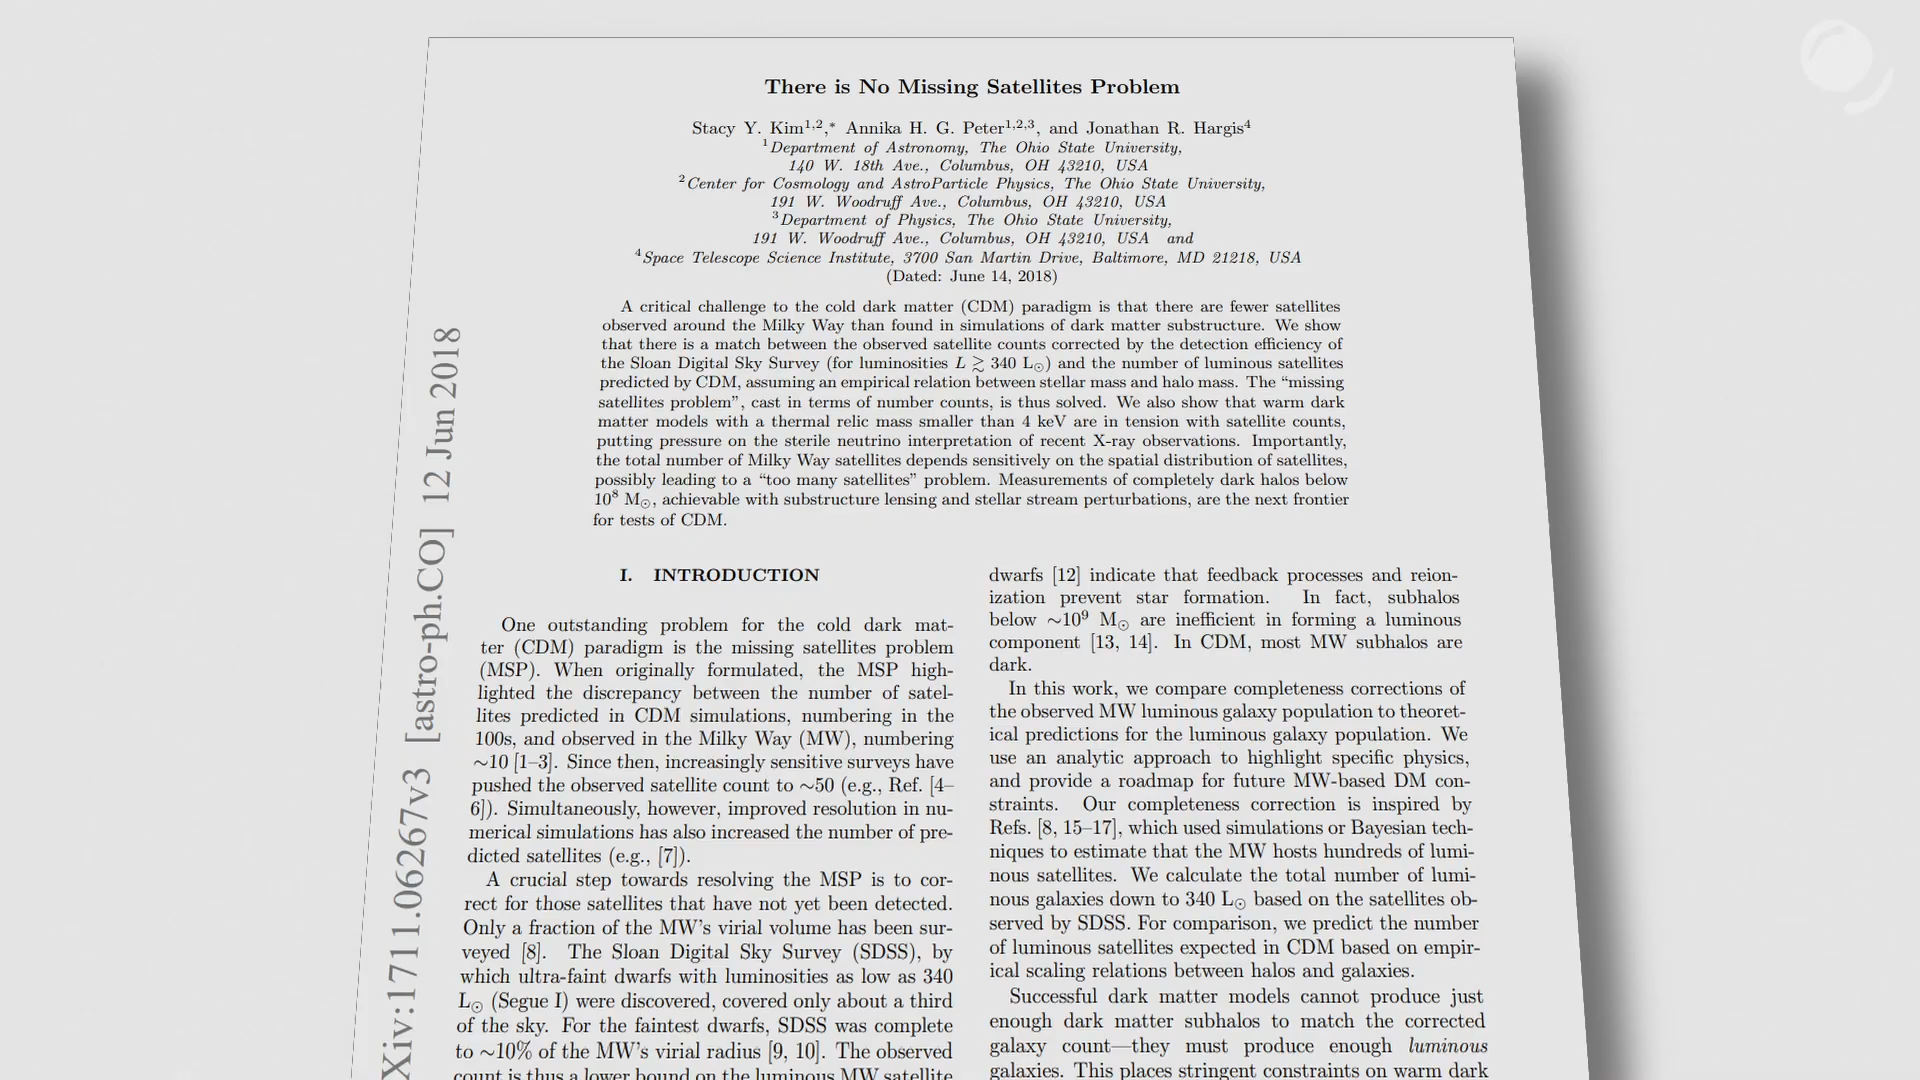 There is No Missing Satellites Problem
Stacy Y. Kim1,2,* Annika H. G. Peter1,2,3, and Jonathan R. Hargis4
1Department of Astronomy, The Ohio State University,
140 W. 18th Ave., Columbus, OH 43210, USA
2Center for Cosmology and AstroParticle Physics, The Ohio State University,
191 W. Woodruff Ave., Columbus, OH 43210, USA
3Department of Physics, The Ohio State University,
191 W. Woodruff Ave., Columbus, OH 43210, USA and
4Space Telescope Science Institute, 3700 San Martin Drive, Baltimore, MD 21218, USA
(Dated: June 14, 2018)
A critical challenge to the cold dark matter (CDM) paradigm is that there are fewer satellites
observed around the Milky Way than found in simulations of dark matter substructure. We show
that there is a match between the observed satellite counts corrected by the detection efficiency of
the Sloan Digital Sky Survey (for luminosities L ≳ 340 L⊙) and the number of luminous satellites
predicted by CDM, assuming an empirical relation between stellar mass and halo mass. The “missing
satellites problem”, cast in terms of number counts, is thus solved. We also show that warm dark
matter models with a thermal relic mass smaller than 4 keV are in tension with satellite counts,
putting pressure on the sterile neutrino interpretation of recent X-ray observations. Importantly,
the total number of Milky Way satellites depends sensitively on the spatial distribution of satellites,
possibly leading to a “too many satellites” problem. Measurements of completely dark halos below
10⁸ M⊙, achievable with substructure lensing and stellar stream perturbations, are the next frontier
for tests of CDM.
Xiv:1711.06267v3 [astro-ph.CO] 12 Jun 2018
I. INTRODUCTION
One outstanding problem for the cold dark mat-
ter (CDM) paradigm is the missing satellites problem
(MSP). When originally formulated, the MSP high-
lighted the discrepancy between the number of satel-
lites predicted in CDM simulations, numbering in the
100s, and observed in the Milky Way (MW), numbering
∼10 [1–3]. Since then, increasingly sensitive surveys have
pushed the observed satellite count to ∼50 (e.g., Ref. [4–
6]). Simultaneously, however, improved resolution in nu-
merical simulations has also increased the number of pre-
dicted satellites (e.g., [7]).
A crucial step towards resolving the MSP is to cor-
rect for those satellites that have not yet been detected.
Only a fraction of the MW's virial volume has been sur-
veyed [8]. The Sloan Digital Sky Survey (SDSS), by
which ultra-faint dwarfs with luminosities as low as 340
L⊙ (Segue I) were discovered, covered only about a third
of the sky. For the faintest dwarfs, SDSS was complete
to ∼10% of the MW's virial radius [9, 10]. The observed
count is thus a lower bound on the luminous MW satellite
dwarfs [12] indicate that feedback processes and reion-
ization prevent star formation. In fact, subhalos
below ∼10⁹ M⊙ are inefficient in forming a luminous
component [13, 14]. In CDM, most MW subhalos are
dark.
In this work, we compare completeness corrections of
the observed MW luminous galaxy population to theoret-
ical predictions for the luminous galaxy population. We
use an analytic approach to highlight specific physics,
and provide a roadmap for future MW-based DM con-
straints. Our completeness correction is inspired by
Refs. [8, 15–17], which used simulations or Bayesian tech-
niques to estimate that the MW hosts hundreds of lumi-
nous satellites. We calculate the total number of lumi-
nous galaxies down to 340 L⊙ based on the satellites ob-
served by SDSS. For comparison, we predict the number
of luminous satellites expected in CDM based on empir-
ical scaling relations between halos and galaxies.
Successful dark matter models cannot produce just
enough dark matter subhalos to match the corrected
galaxy count—they must produce enough luminous
galaxies. This places stringent constraints on warm dark